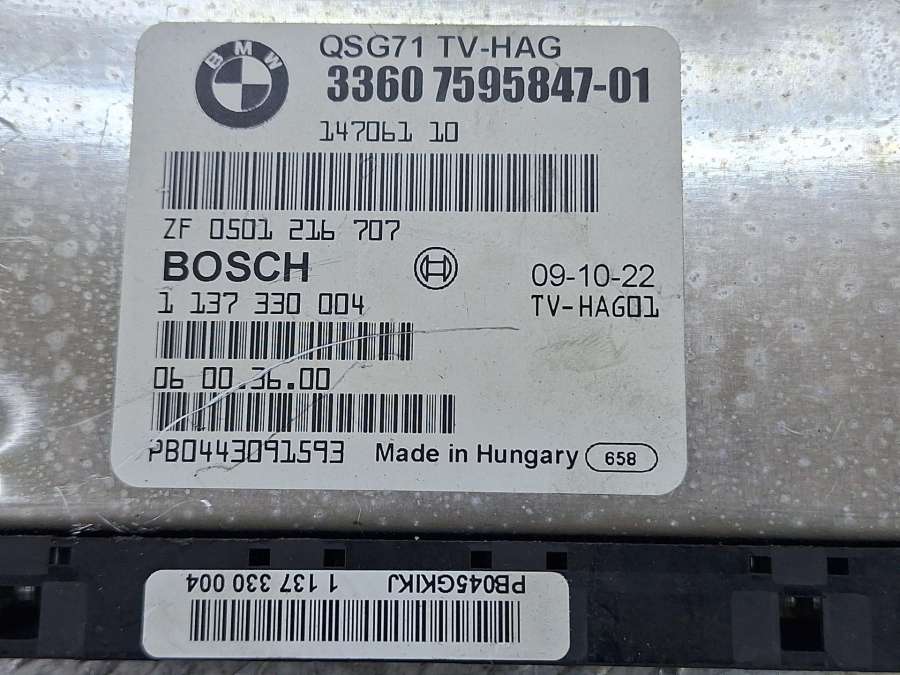 BMW
QSG71 TV-HAG
3360 7595847-01
147061 10
ZF 0501 216 707
BOSCH
09-10-22
1 137 330 004
TV-HAG01
06 00.36.00
PB0443091593
Made in Hungary 658
PB045GKIKJ 1 137 330 004